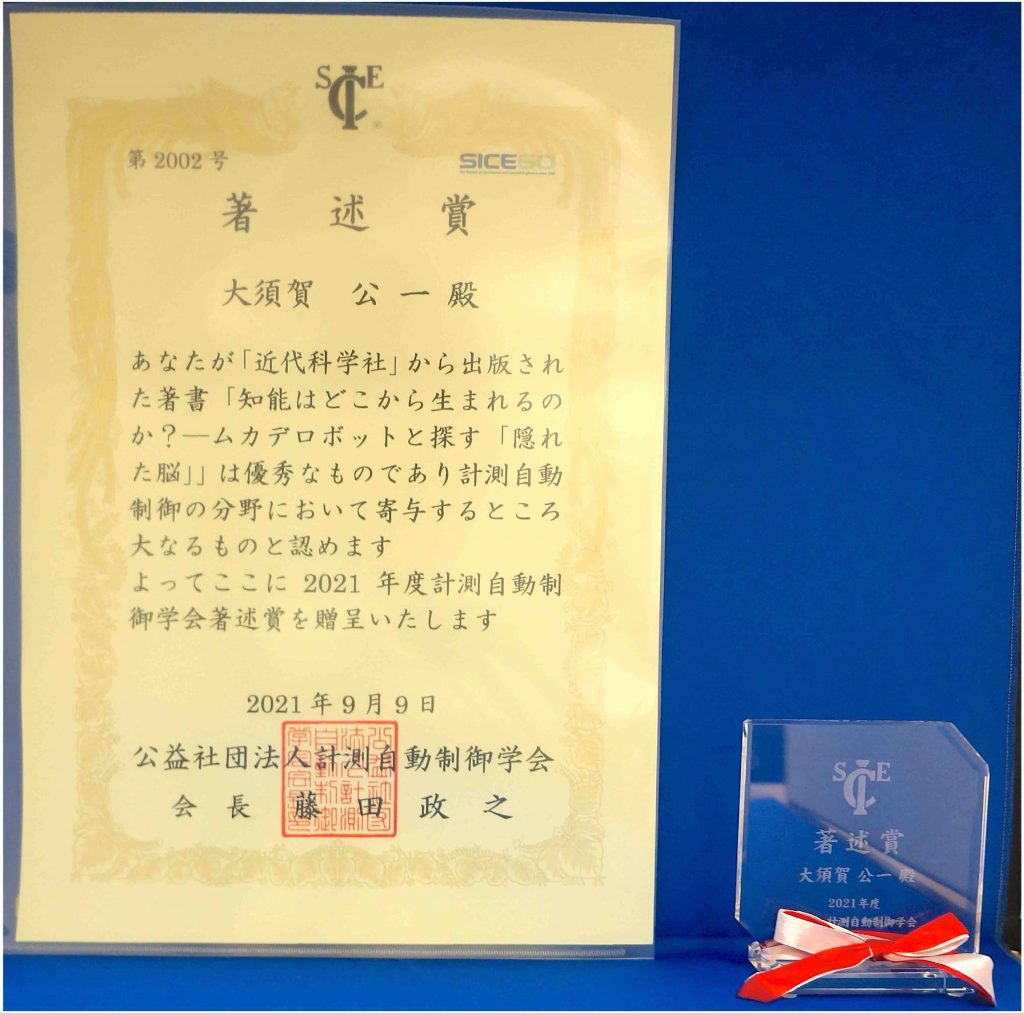 SICE
第 2002 号
SICE60
著 述 賞
大須賀 公 一 殿
あなたが「近代科学社」から出版され
た著書「知能はどこから生まれるの
か?―ムカデロボットと探す「隠れ
た脳」」は優秀なものであり計測自動
制御の分野において寄与するところ
大なるものと認めます
よってここに 2021 年度計測自動制
御学会著述賞を贈呈いたします
2021 年 9 月 9 日
公益社団法人計測自動制御学会
会 長 藤 田 政 之
SICE
著 述 賞
大須賀 公一 殿
2021年度
計測自動制御学会